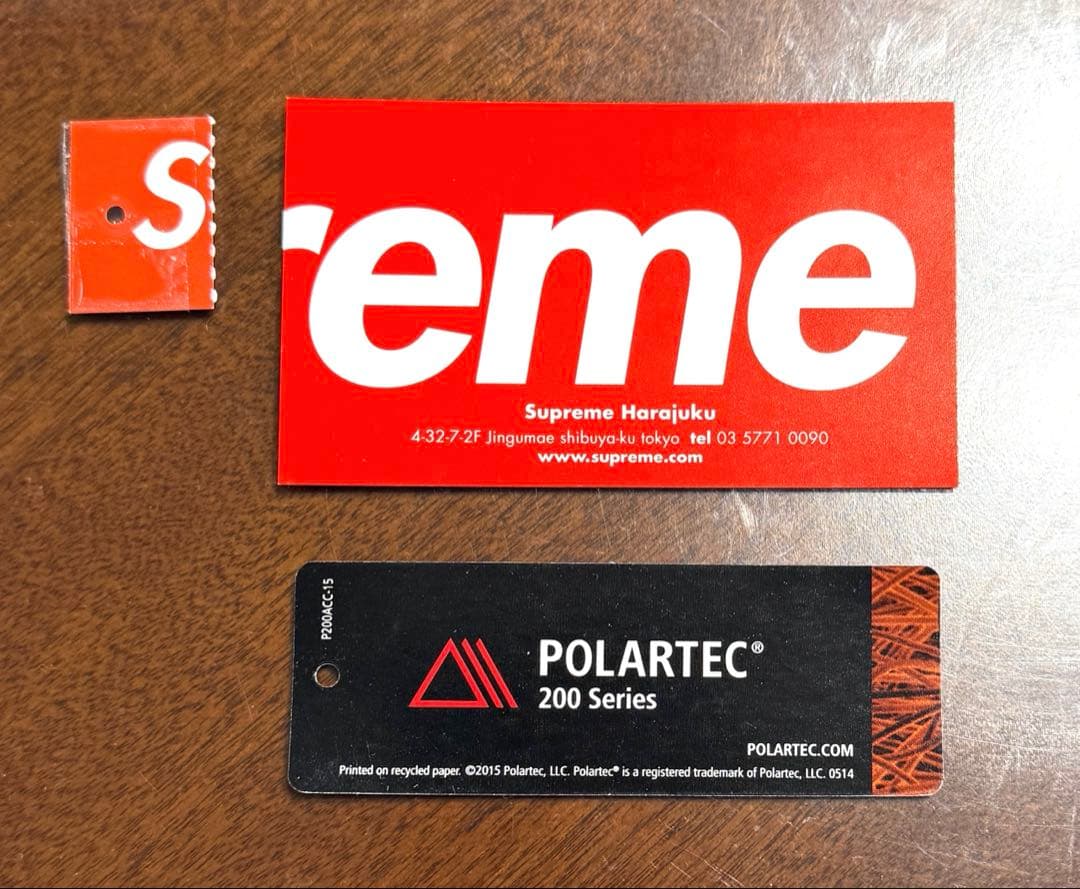 S
reme
Supreme Harajuku
4-32-7-2F Jingumae shibuya-ku tokyo tel 03 5771 0090
www.supreme.com
P200ACC-15
POLARTEC®
200 Series
POLARTEC.COM
Printed on recycled paper. ©2015 Polartec, LLC. Polartec® is a registered trademark of Polartec, LLC. 0514